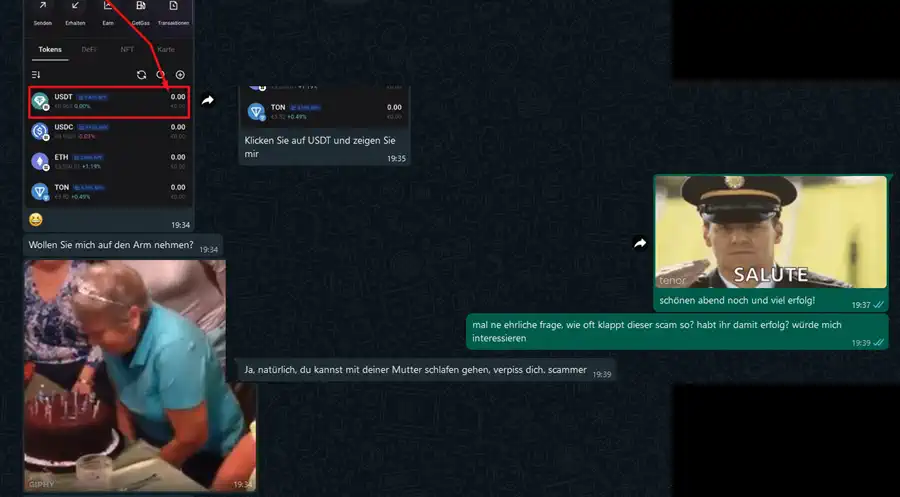 Senden Erhalten Earn GetGas Transaktionen
Tokens DeFi NFT Karte
USDT 0.00
0.00%
USDC 0.00
ETH 0.00
+1.19%
TON 0.00
+0.49%
😄
19:34
Wollen Sie mich auf den Arm nehmen? 19:34
GIPHY 19:34
+1.19%
TON 0.00
+0.49%
Klicken Sie auf USDT und zeigen Sie
mir
19:35
Ja, natürlich, du kannst mit deiner Mutter schlafen gehen, verpiss dich. scammer 19:39
SALUTE
tenor
schönen abend noch und viel erfolg! 19:37
mal ne ehrliche frage, wie oft klappt dieser scam so? habt ihr damit erfolg? würde mich
interessieren
19:39